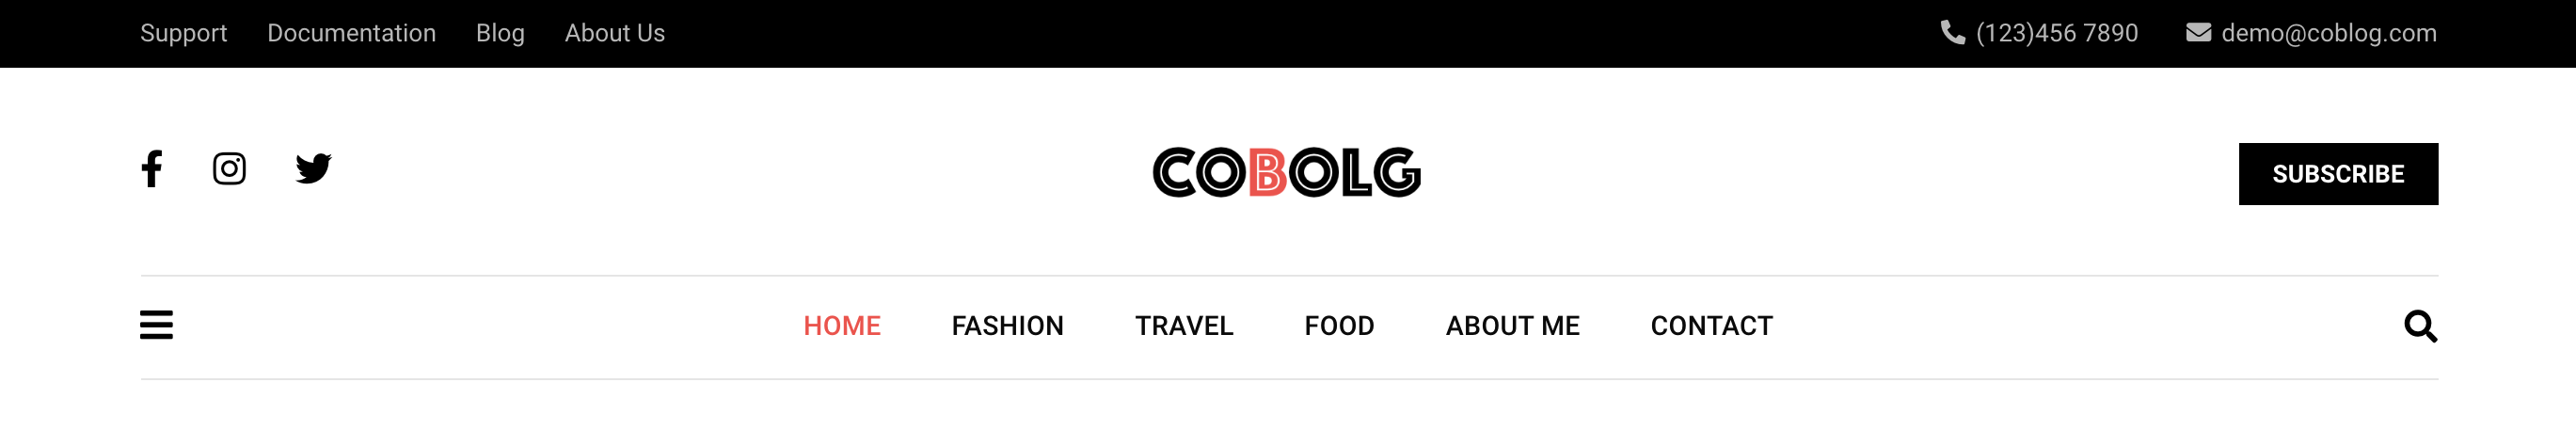 Support Documentation Blog About Us (123)456 7890 demo@coblog.com
COBOLG SUBSCRIBE
HOME FASHION TRAVEL FOOD ABOUT ME CONTACT